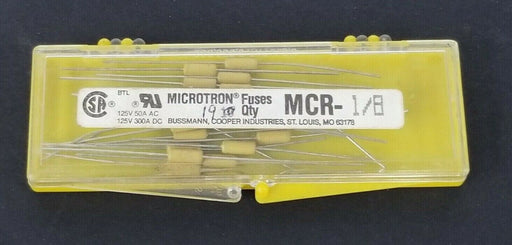 BTL
MICROTRON® Fuses MCR- 1/8
125V 50A AC 19 Qty
125V 300A DC BUSSMANN, COOPER INDUSTRIES, ST. LOUIS, MO 63178